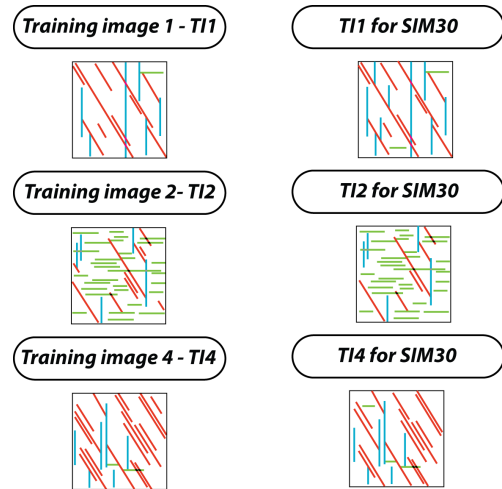 Training image 1 - TI1
TI1 for SIM30
Training image 2- TI2
TI2 for SIM30
Training image 4 - TI4
TI4 for SIM30